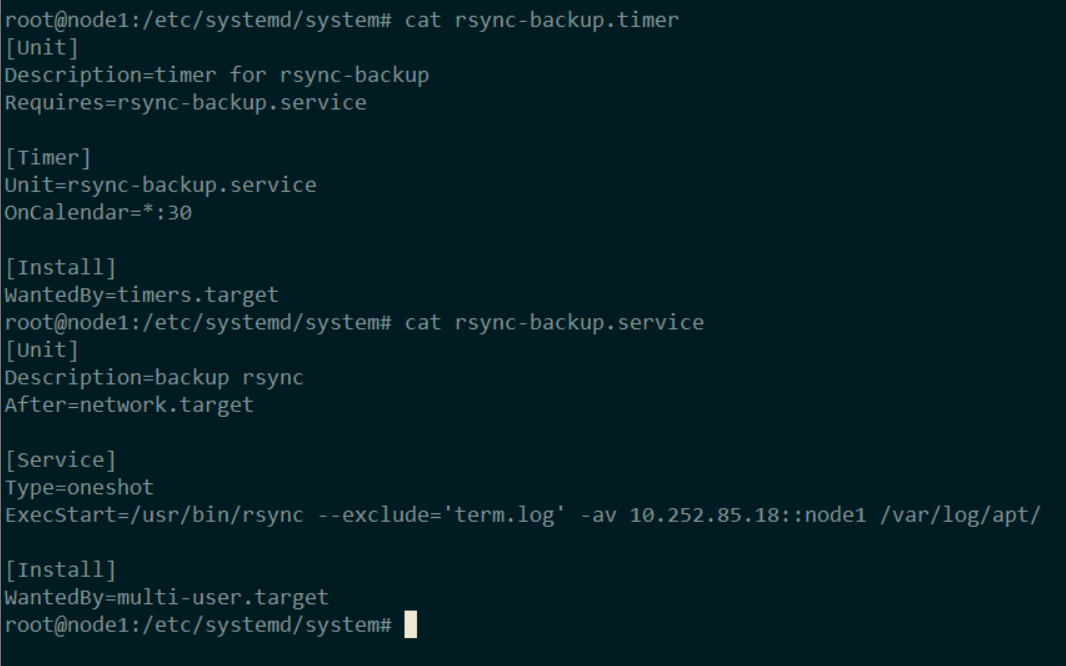 root@node1:/etc/systemd/system# cat rsync-backup.timer
[Unit]
Description=timer for rsync-backup
Requires=rsync-backup.service
[Timer]
Unit=rsync-backup.service
OnCalendar=*:30
[Install]
WantedBy=timers.target
root@node1:/etc/systemd/system# cat rsync-backup.service
[Unit]
Description=backup rsync
After=network.target
[Service]
Type=oneshot
ExecStart=/usr/bin/rsync --exclude='term.log' -av 10.252.85.18::node1 /var/log/apt/
[Install]
WantedBy=multi-user.target
root@node1:/etc/systemd/system#